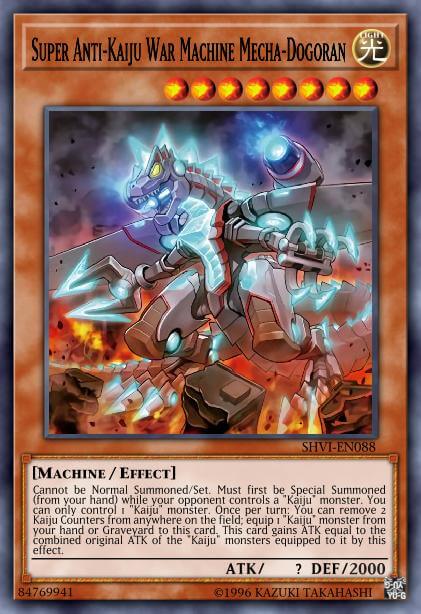 SUPER ANTI-KAIJU WAR MACHINE MECHA-DOGORAN
LIGHT
光
SHVI-EN088
[MACHINE / EFFECT]
Cannot be Normal Summoned/Set. Must first be Special Summoned
(from your hand) while your opponent controls a "Kaiju" monster. You
can only control 1 "Kaiju" monster. Once per turn: You can remove 2
Kaiju Counters from anywhere on the field; equip 1 "Kaiju" monster from
your hand or Graveyard to this card. This card gains ATK equal to the
combined original ATK of the "Kaiju" monsters equipped to it by this
effect.
ATK/ ? DEF/2000
84769941 ©1996 KAZUKI TAKAHASHI